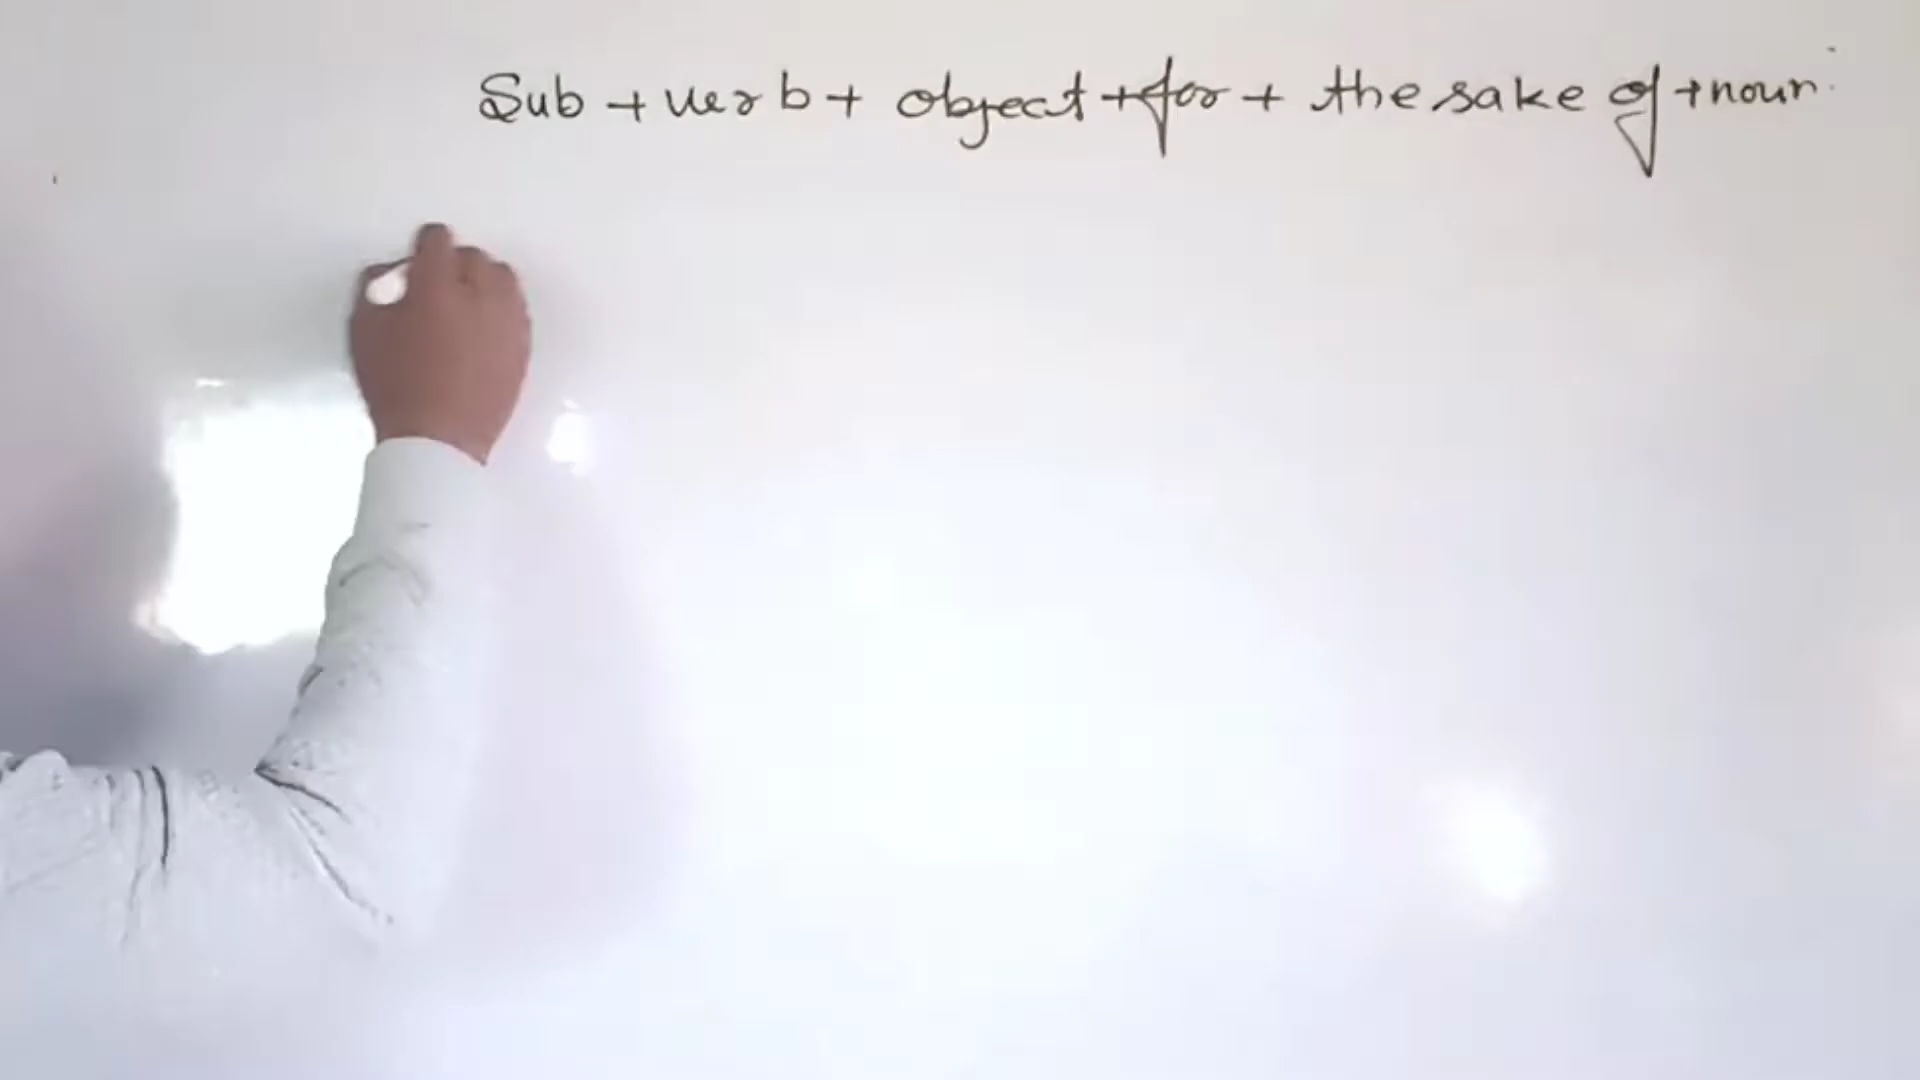 Sub + verb + object + for + the sake of + noun